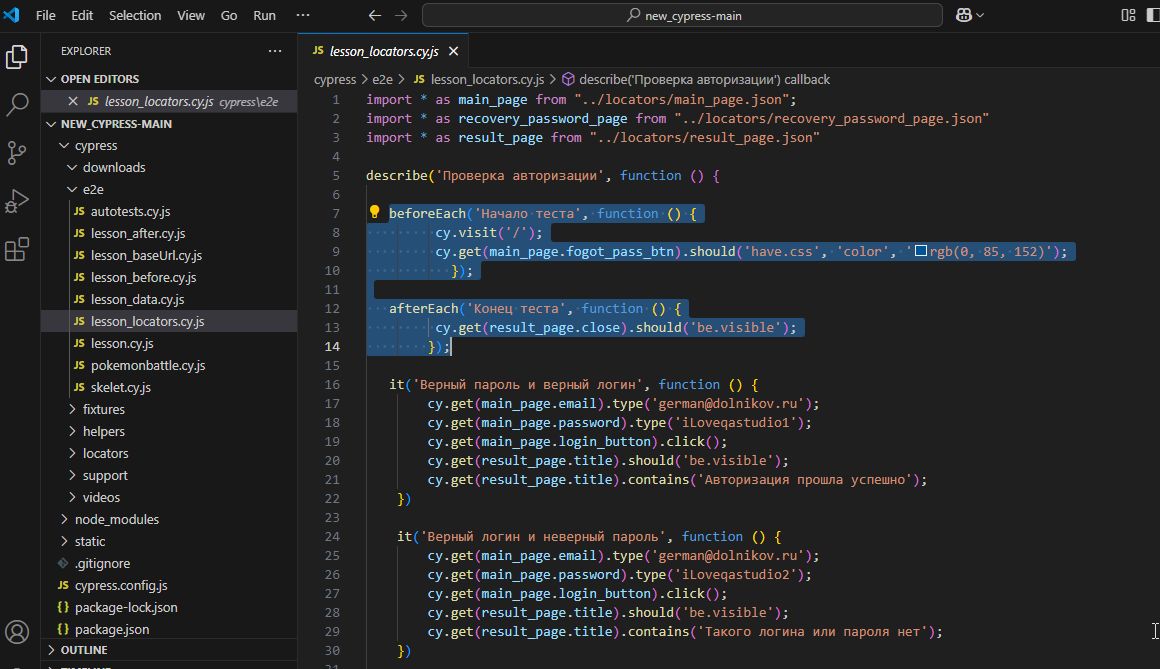 File Edit Selection View Go Run ··· ← → new_cypress-main
EXPLORER ···
OPEN EDITORS
JS lesson_locators.cy.js cypress\e2e
NEW_CYPRESS-MAIN
cypress
downloads
e2e
JS autotests.cy.js
JS lesson_after.cy.js
JS lesson_baseUrl.cy.js
JS lesson_before.cy.js
JS lesson_data.cy.js
JS lesson_locators.cy.js
JS lesson.cy.js
JS pokemonbattle.cy.js
JS skelet.cy.js
fixtures
helpers
locators
support
videos
node_modules
static
.gitignore
JS cypress.config.js
{} package-lock.json
{} package.json
OUTLINE
JS lesson_locators.cy.js
cypress > e2e > JS lesson_locators.cy.js > describe('Проверка авторизации') callback
1 import * as main_page from "../locators/main_page.json";
2 import * as recovery_password_page from "../locators/recovery_password_page.json"
3 import * as result_page from "../locators/result_page.json"
4
5 describe('Проверка авторизации', function () {
6
7 beforeEach('Начало теста', function () {
8 cy.visit('/');
9 cy.get(main_page.fogot_pass_btn).should('have.css', 'color', 'rgb(0, 85, 152)');
10 });
11
12 afterEach('Конец теста', function () {
13 cy.get(result_page.close).should('be.visible');
14 });
15
16 it('Верный пароль и верный логин', function () {
17 cy.get(main_page.email).type('german@dolnikov.ru');
18 cy.get(main_page.password).type('iLoveqastudio1');
19 cy.get(main_page.login_button).click();
20 cy.get(result_page.title).should('be.visible');
21 cy.get(result_page.title).contains('Авторизация прошла успешно');
22 })
23
24 it('Верный логин и неверный пароль', function () {
25 cy.get(main_page.email).type('german@dolnikov.ru');
26 cy.get(main_page.password).type('iLoveqastudio2');
27 cy.get(main_page.login_button).click();
28 cy.get(result_page.title).should('be.visible');
29 cy.get(result_page.title).contains('Такого логина или пароля нет');
30 })